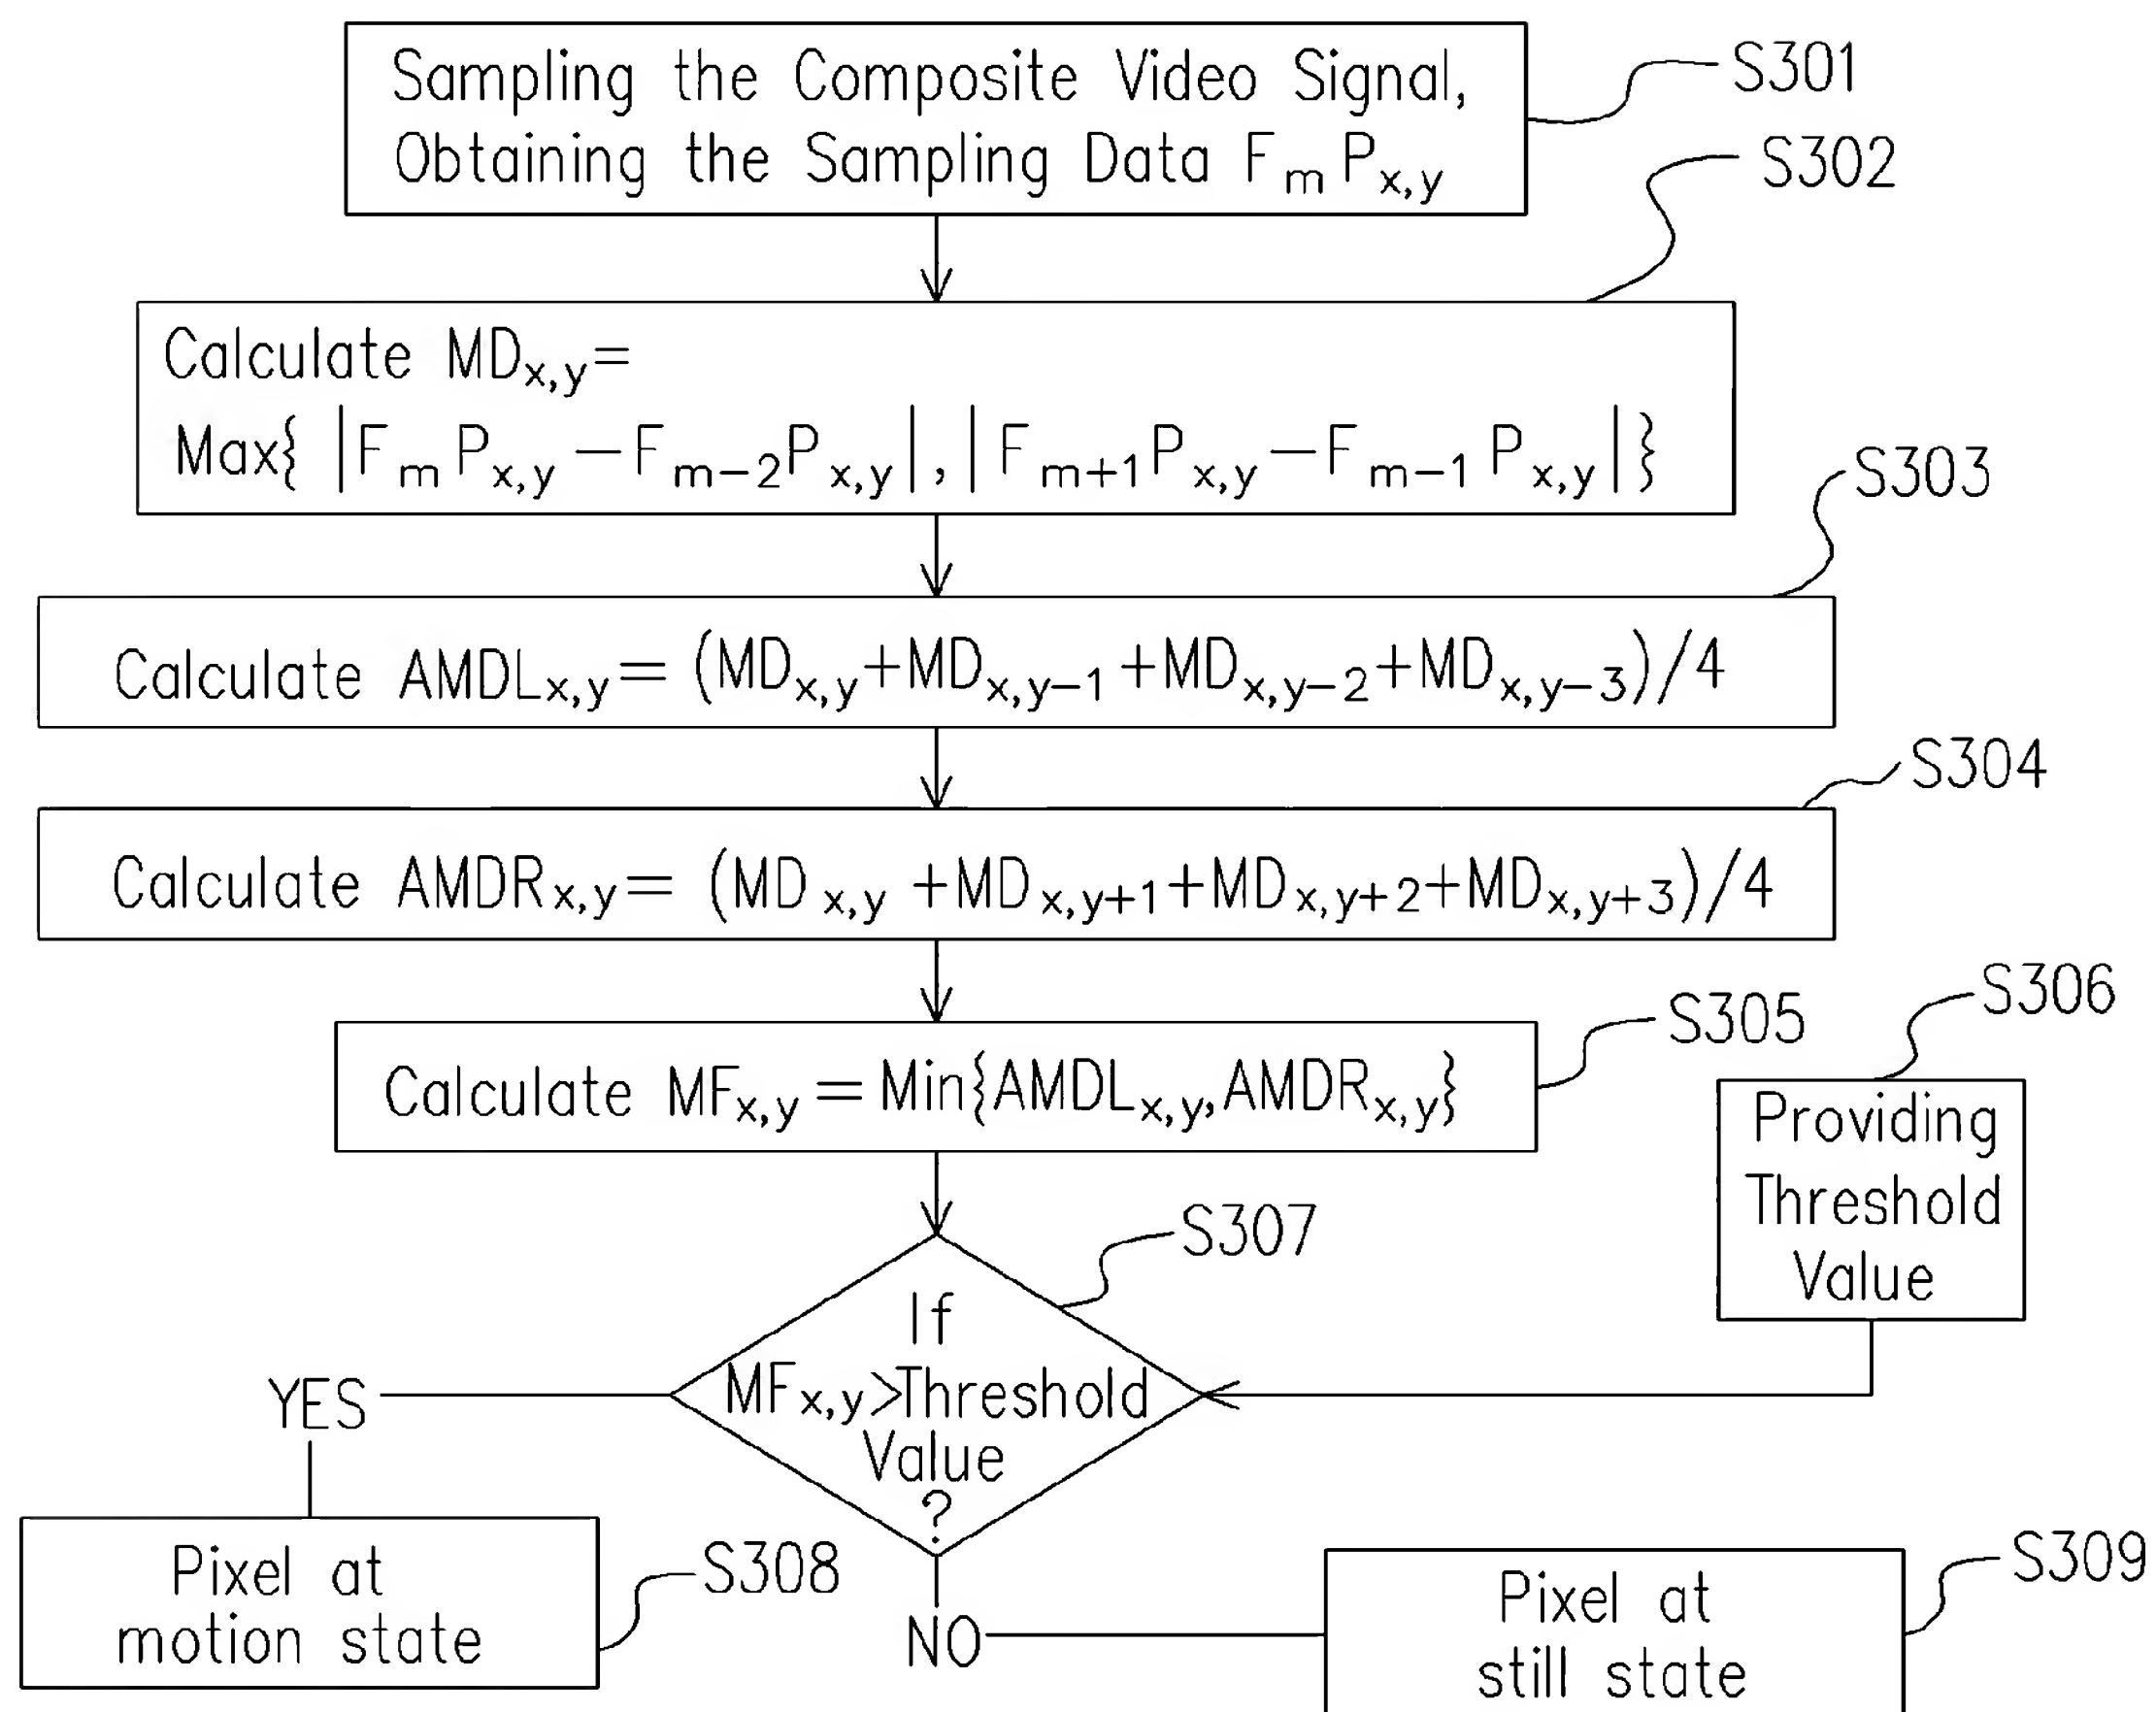 Sampling the Composite Video Signal,
Obtaining the Sampling Data F_m P_x,y
S301
S302
Calculate MD_x,y=
Max{ |F_m P_x,y − F_m−2 P_x,y| , |F_m+1 P_x,y − F_m−1 P_x,y| }
S303
Calculate AMDL_x,y = (MD_x,y + MD_x,y−1 + MD_x,y−2 + MD_x,y−3)/4
S304
Calculate AMDR_x,y = (MD_x,y + MD_x,y+1 + MD_x,y+2 + MD_x,y+3)/4
S305
Calculate MF_x,y = Min{AMDL_x,y, AMDR_x,y}
S306
Providing
Threshold
Value
S307
If
MF_x,y > Threshold
Value
?
YES
Pixel at
motion state
S308
NO
Pixel at
still state
S309